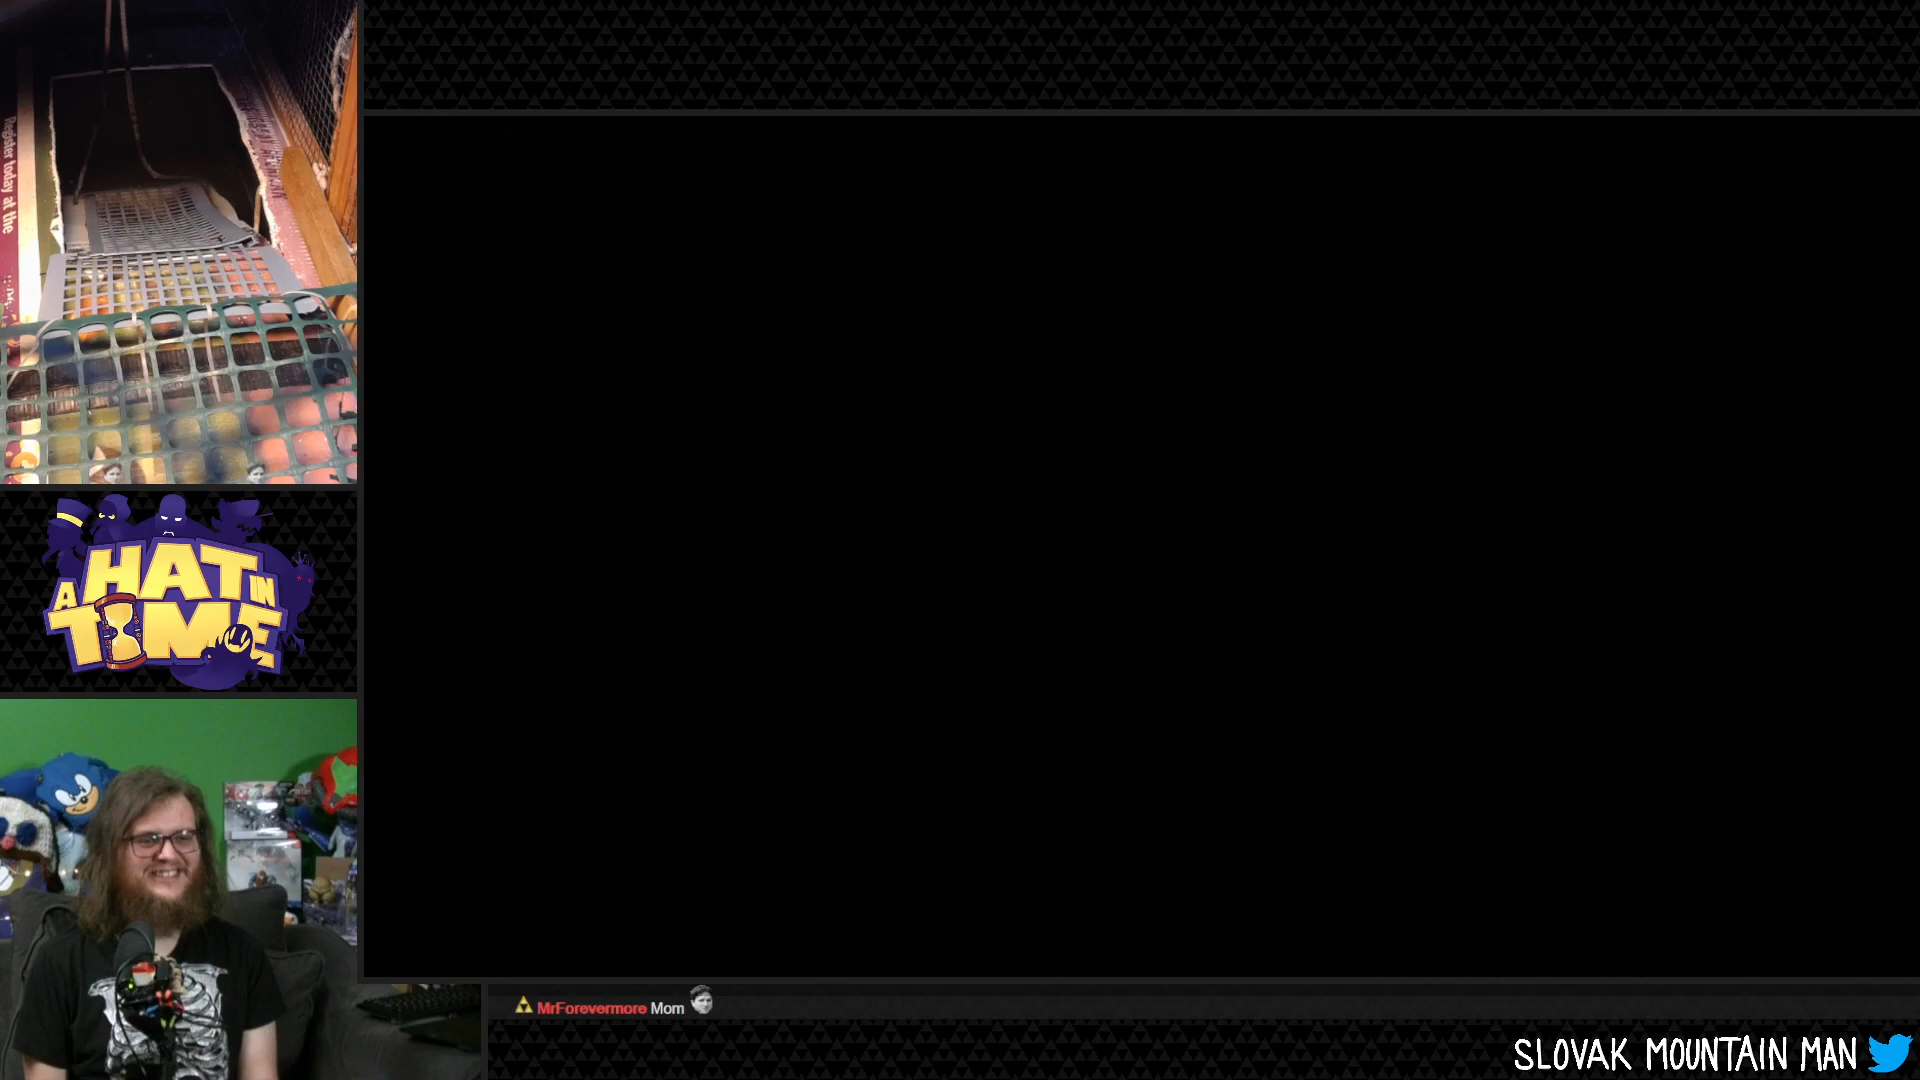 Register today at the
A HAT IN TIME
MrForevermore Mom
SLOVAK MOUNTAIN MAN